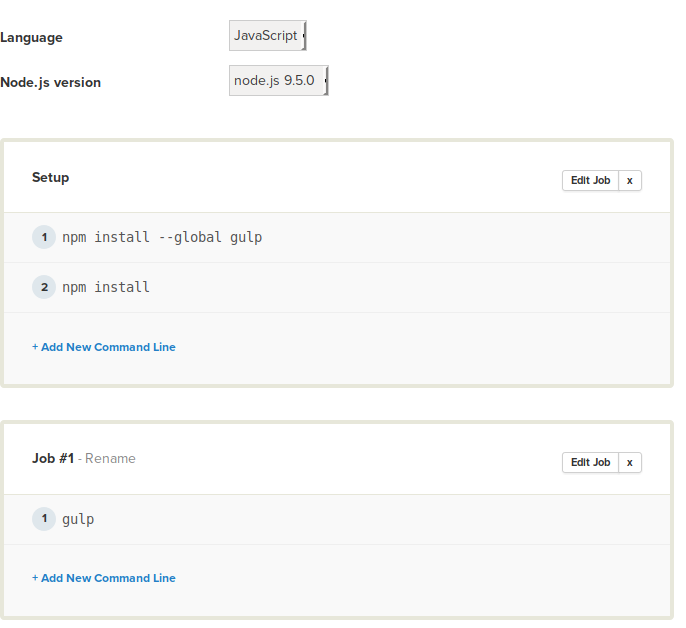 Language JavaScript
Node.js version node.js 9.5.0
Setup Edit Job x
1 npm install --global gulp
2 npm install
+ Add New Command Line
Job #1 - Rename Edit Job x
1 gulp
+ Add New Command Line